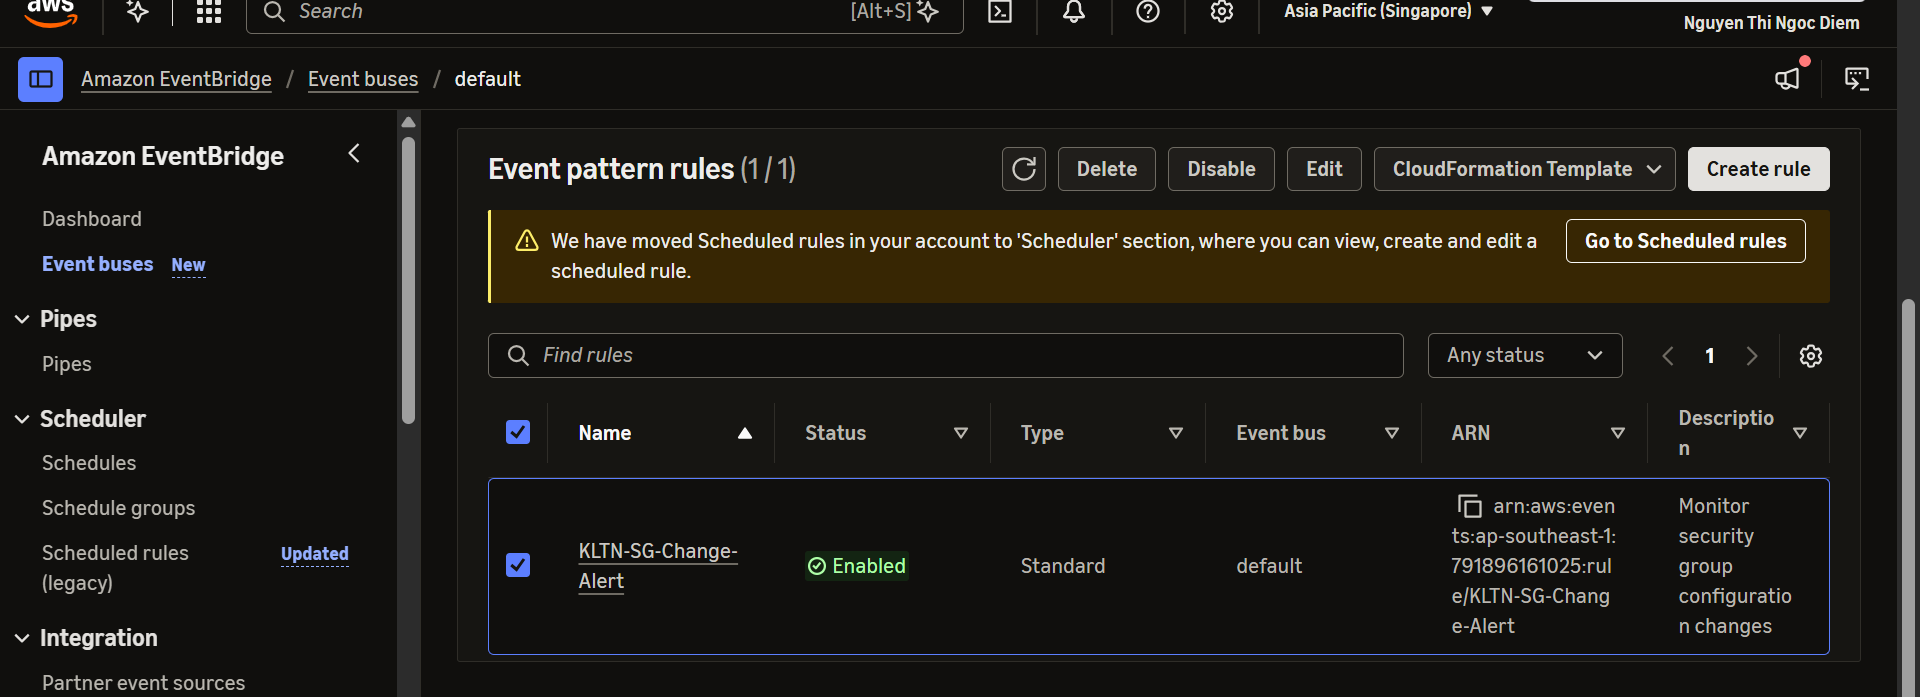 aws
Search
[Alt+S]
Asia Pacific (Singapore)
Nguyen Thi Ngoc Diem
Amazon EventBridge / Event buses / default
Amazon EventBridge
Dashboard
Event buses New
Pipes
Pipes
Scheduler
Schedules
Schedule groups
Scheduled rules
(legacy)
Updated
Integration
Partner event sources
Event pattern rules (1 / 1)
Delete
Disable
Edit
CloudFormation Template
Create rule
We have moved Scheduled rules in your account to 'Scheduler' section, where you can view, create and edit a
scheduled rule.
Go to Scheduled rules
Find rules
Any status
1
Name
Status
Type
Event bus
ARN
Descriptio
n
KLTN-SG-Change-
Alert
Enabled
Standard
default
arn:aws:even
ts:ap-southeast-1:
791896161025:rul
e/KLTN-SG-Chang
e-Alert
Monitor
security
group
configuratio
n changes